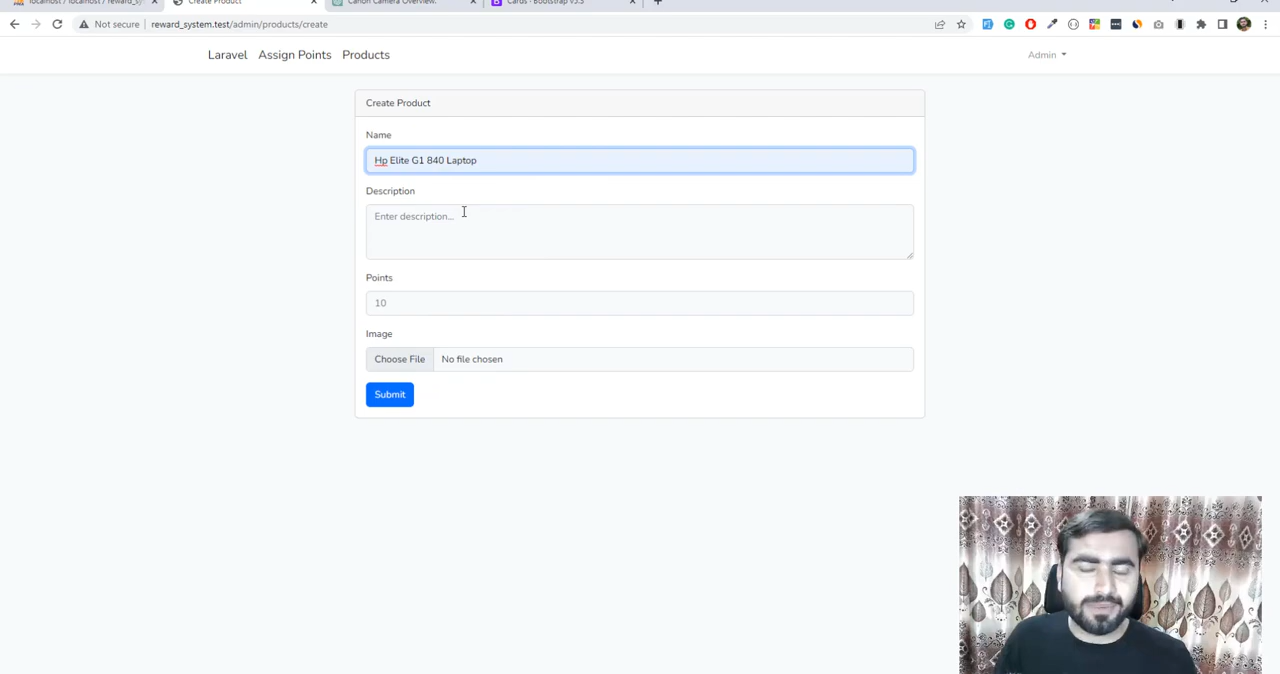 localhost / localhost / reward_sy
Create Product
Canon Camera Overview.
Cards · Bootstrap v5.3
Not secure
reward_system.test/admin/products/create
Laravel Assign Points Products
Admin
Create Product
Name
Hp Elite G1 840 Laptop
Description
Enter description...
Points
10
Image
Choose File No file chosen
Submit